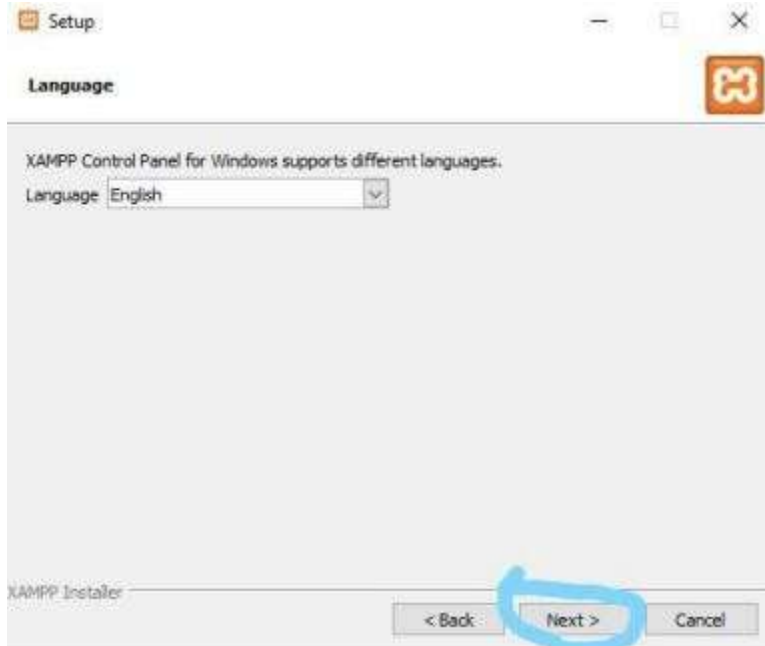 Setup
Language
XAMPP Control Panel for Windows supports different languages.
Language English
XAMPP Installer
< Back Next > Cancel